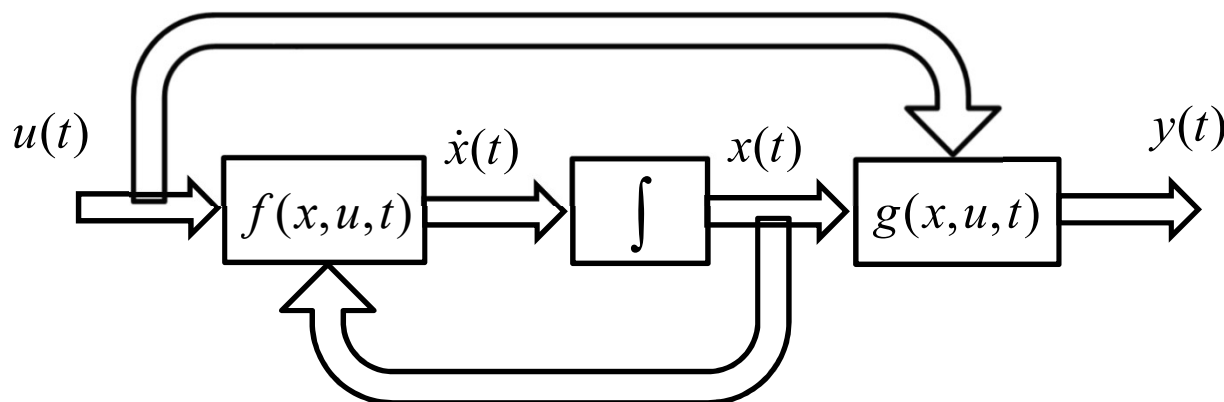 u(t)
ẋ(t)
x(t)
y(t)
f(x,u,t)
∫
g(x,u,t)